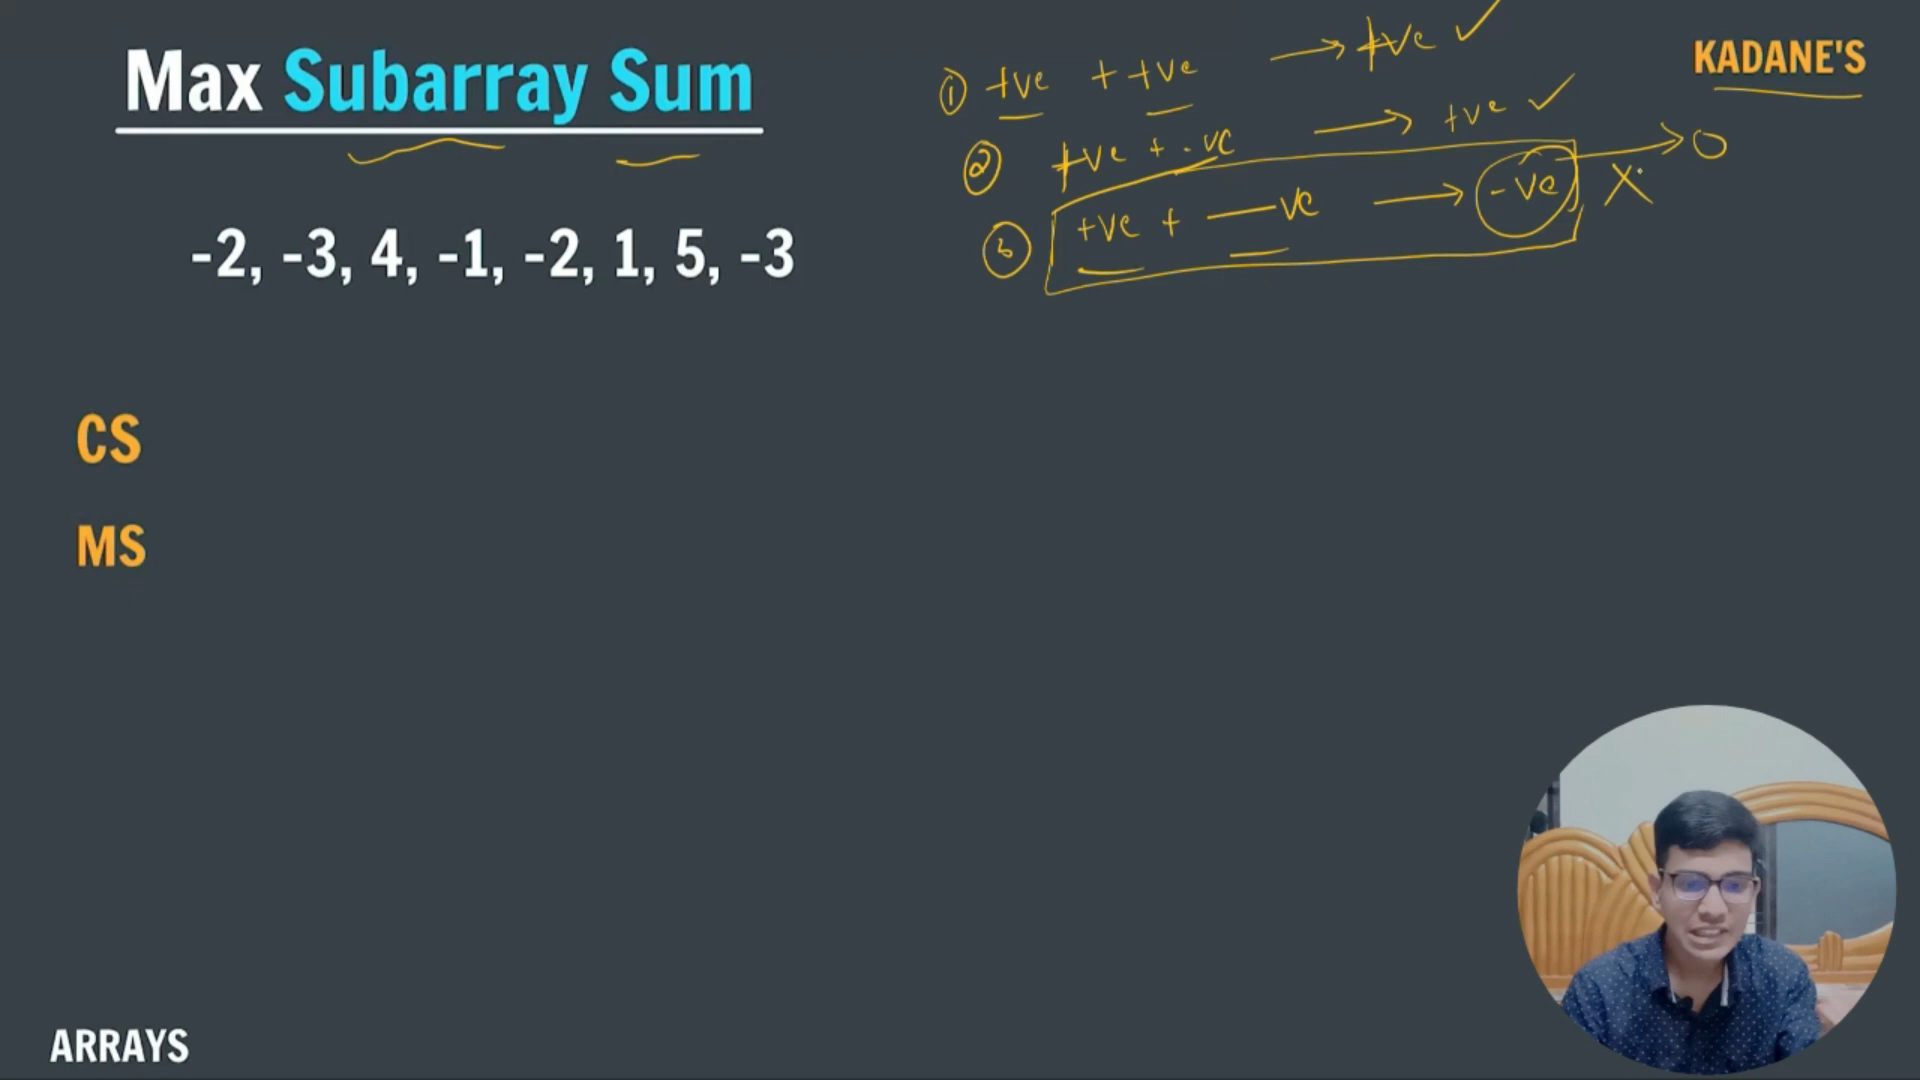 Max Subarray Sum
① +ve + +ve → +ve ✓
KADANE'S
② +ve + -ve → +ve ✓
③ +ve + —ve → -ve X → 0
-2, -3, 4, -1, -2, 1, 5, -3
CS
MS
ARRAYS